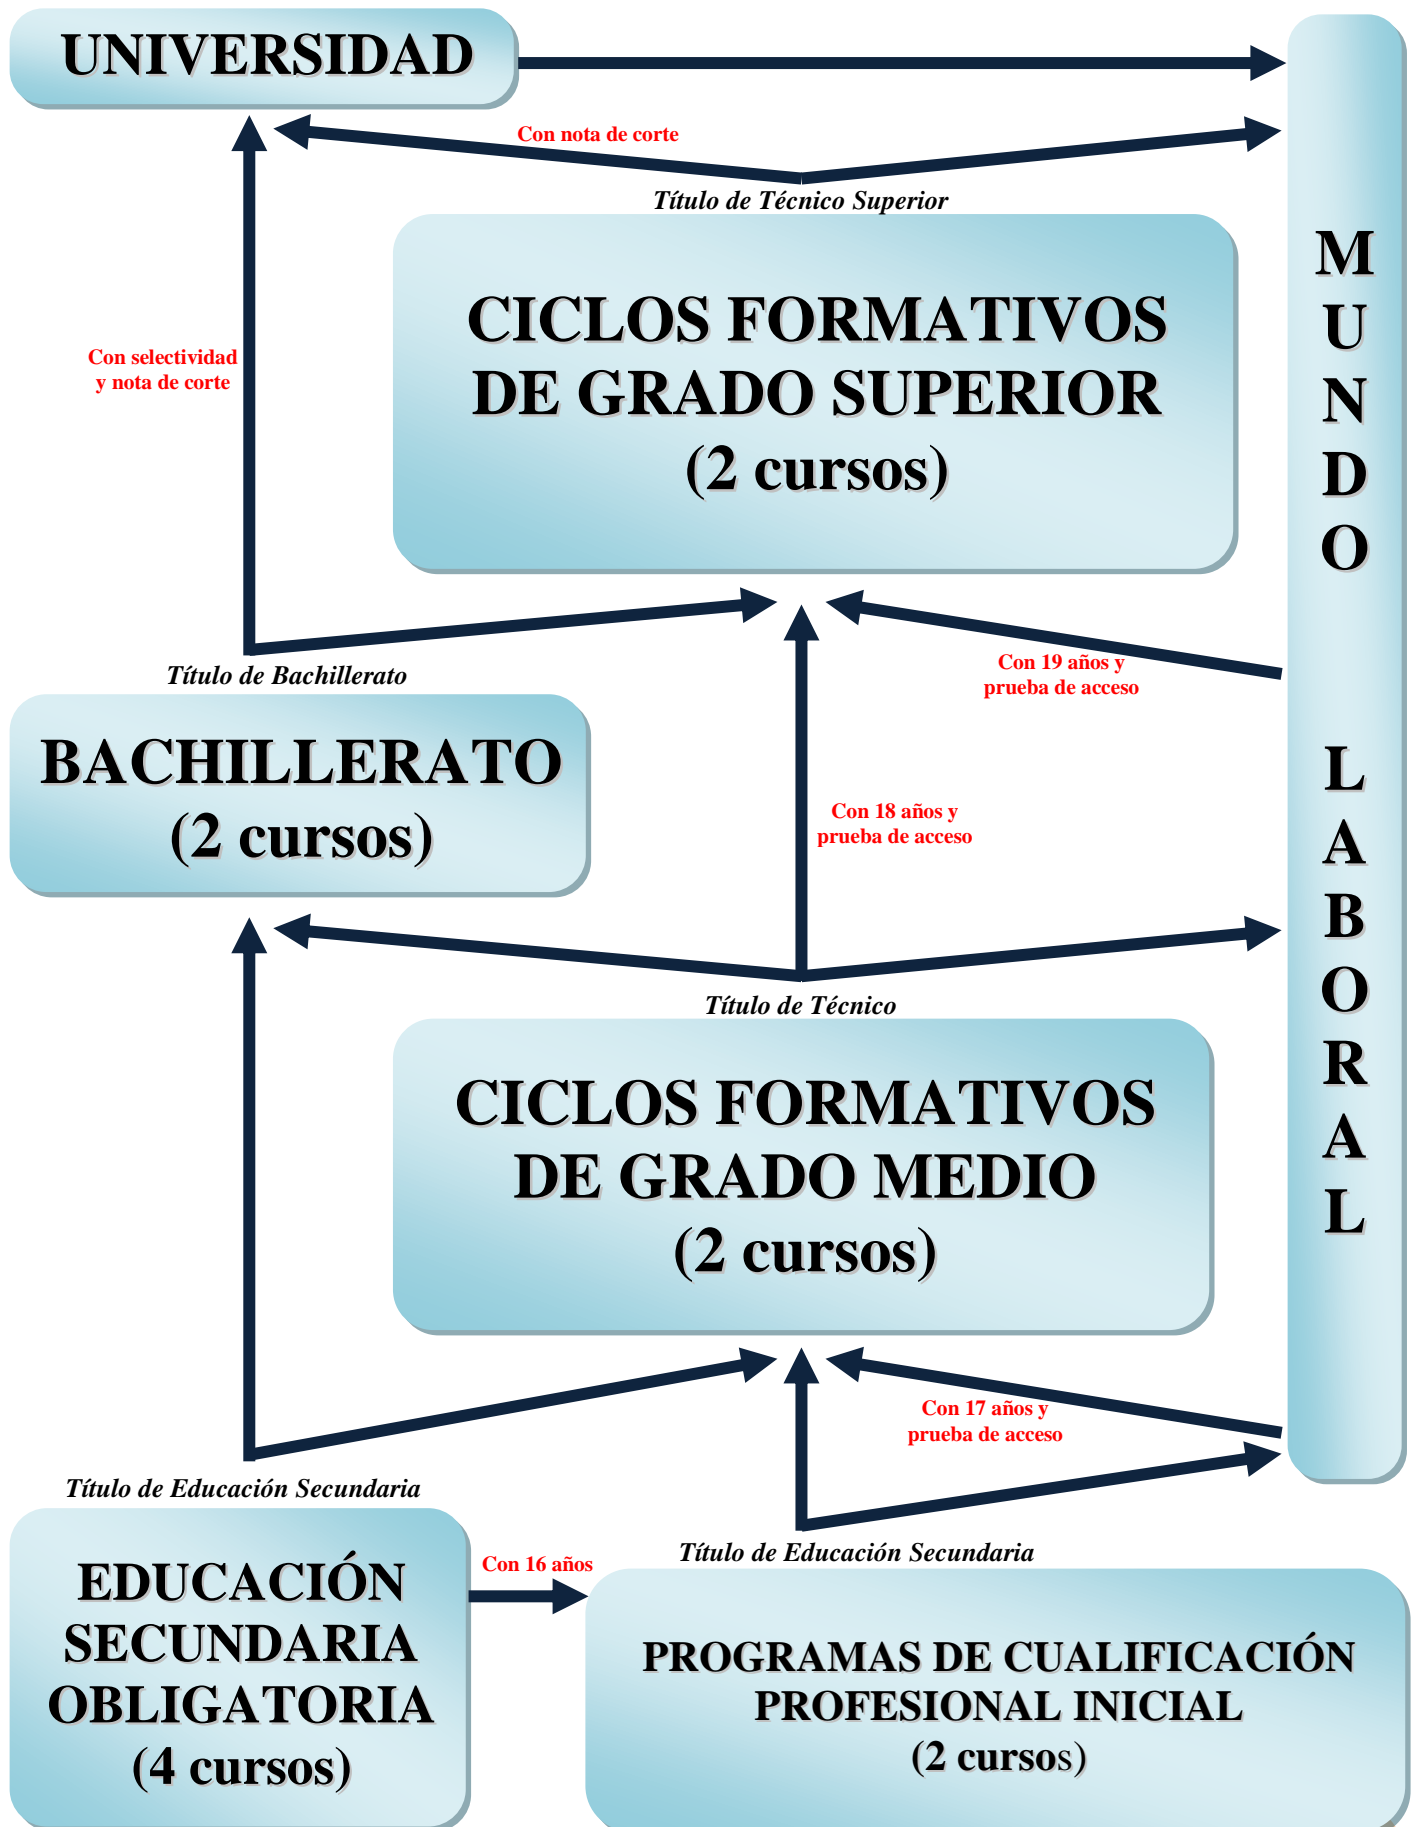 UNIVERSIDAD
Con nota de corte
Título de Técnico Superior
CICLOS FORMATIVOS
DE GRADO SUPERIOR
(2 cursos)
Con selectividad
y nota de corte
Título de Bachillerato
BACHILLERATO
(2 cursos)
Con 19 años y
prueba de acceso
Con 18 años y
prueba de acceso
Título de Técnico
CICLOS FORMATIVOS
DE GRADO MEDIO
(2 cursos)
Con 17 años y
prueba de acceso
Título de Educación Secundaria
EDUCACIÓN
SECUNDARIA
OBLIGATORIA
(4 cursos)
Con 16 años
Título de Educación Secundaria
PROGRAMAS DE CUALIFICACIÓN
PROFESIONAL INICIAL
(2 cursos)
M
U
N
D
O
L
A
B
O
R
A
L